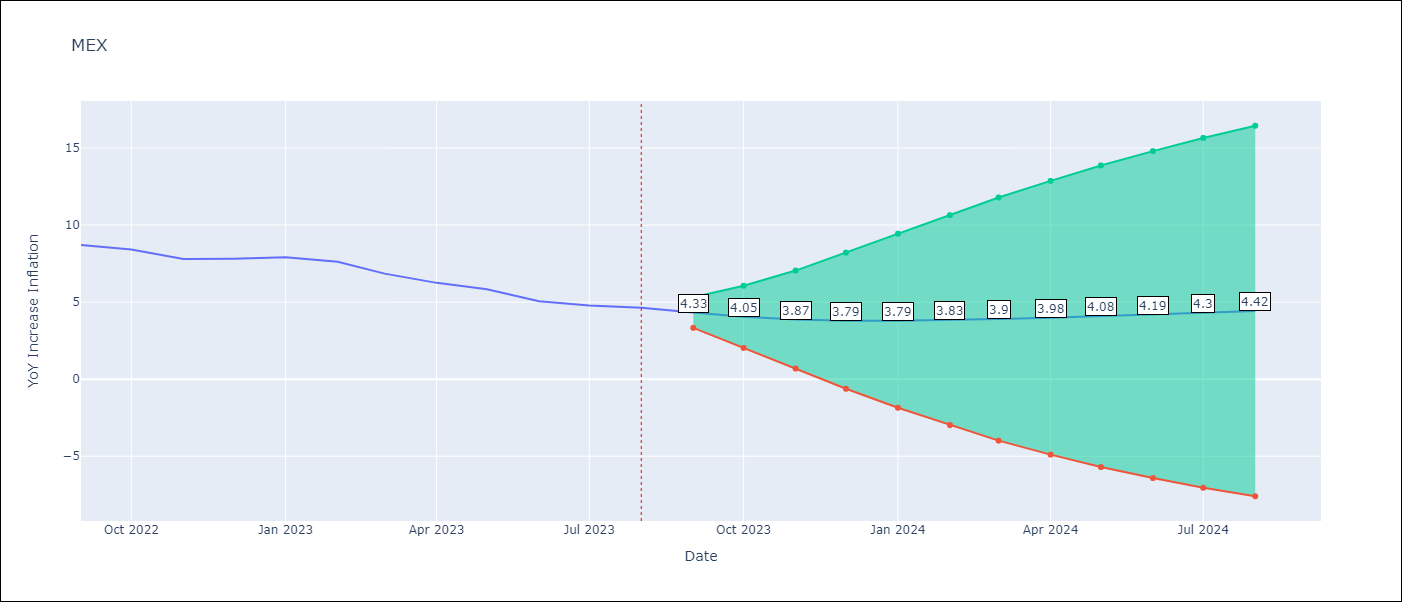 MEX
YoY Increase Inflation
15
10
5
0
−5
4.33
4.05
3.87
3.79
3.79
3.83
3.9
3.98
4.08
4.19
4.3
4.42
Oct 2022
Jan 2023
Apr 2023
Jul 2023
Oct 2023
Jan 2024
Apr 2024
Jul 2024
Date